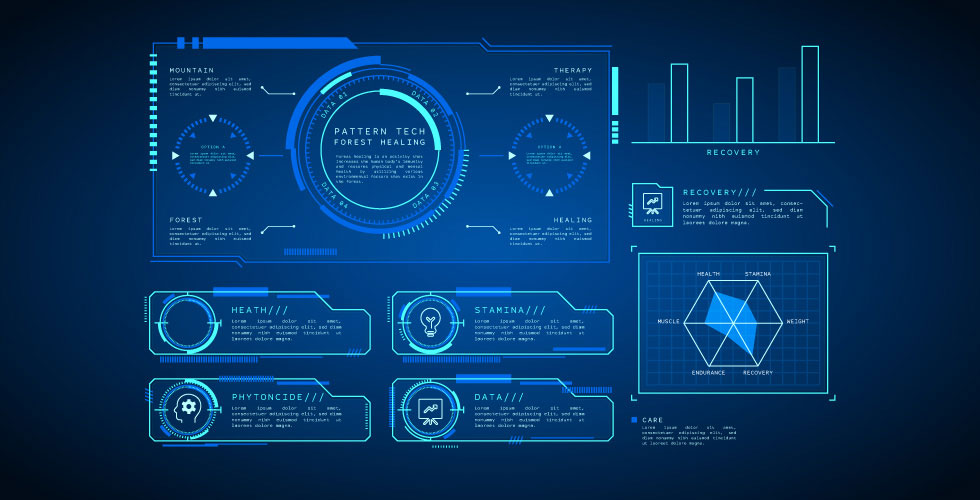 MOUNTAIN
Lorem ipsum dolor sit amet,
consectetuer adipiscing elit, sed
diam nonummy nibh euismod
tincidunt ut.
THERAPY
Lorem ipsum dolor sit amet,
consectetuer adipiscing elit, sed
diam nonummy nibh euismod
tincidunt ut.
DATA 01
DATA 02
PATTERN TECH
FOREST HEALING
Forest healing is an activity that
increases the human body's immunity
and restores physical and mental
health by utilizing various
environmental factors that exist in
the forest.
DATA 04
DATA 03
FOREST
Lorem ipsum dolor sit amet,
consectetuer adipiscing elit, sed
diam nonummy nibh euismod
tincidunt ut.
HEALING
Lorem ipsum dolor sit amet,
consectetuer adipiscing elit, sed
diam nonummy nibh euismod
tincidunt ut.
RECOVERY
HEALING
RECOVERY///
Lorem ipsum dolor sit amet, consec-
tetuer adipiscing elit, sed diam
nonummy nibh euismod tincidunt ut
laoreet dolore magna.
HEALTH
STAMINA
MUSCLE
WEIGHT
ENDURANCE
RECOVERY
HEATH///
Lorem ipsum dolor sit amet,
consectetuer adipiscing elit, sed diam
nonummy nibh euismod tincidunt ut
laoreet dolore magna.
STAMINA///
Lorem ipsum dolor sit amet,
consectetuer adipiscing elit, sed diam
nonummy nibh euismod tincidunt ut
laoreet dolore magna.
PHYTONCIDE///
Lorem ipsum dolor sit amet,
consectetuer adipiscing elit, sed diam
nonummy nibh euismod tincidunt ut
laoreet dolore magna.
DATA///
Lorem ipsum dolor sit amet,
consectetuer adipiscing elit, sed diam
nonummy nibh euismod tincidunt ut
laoreet dolore magna.
CARE
Lorem ipsum dolor sit amet,
consectetuer adipiscing elit, sed
diam nonummy nibh euismod
tincidunt ut laoreet dolore magna.